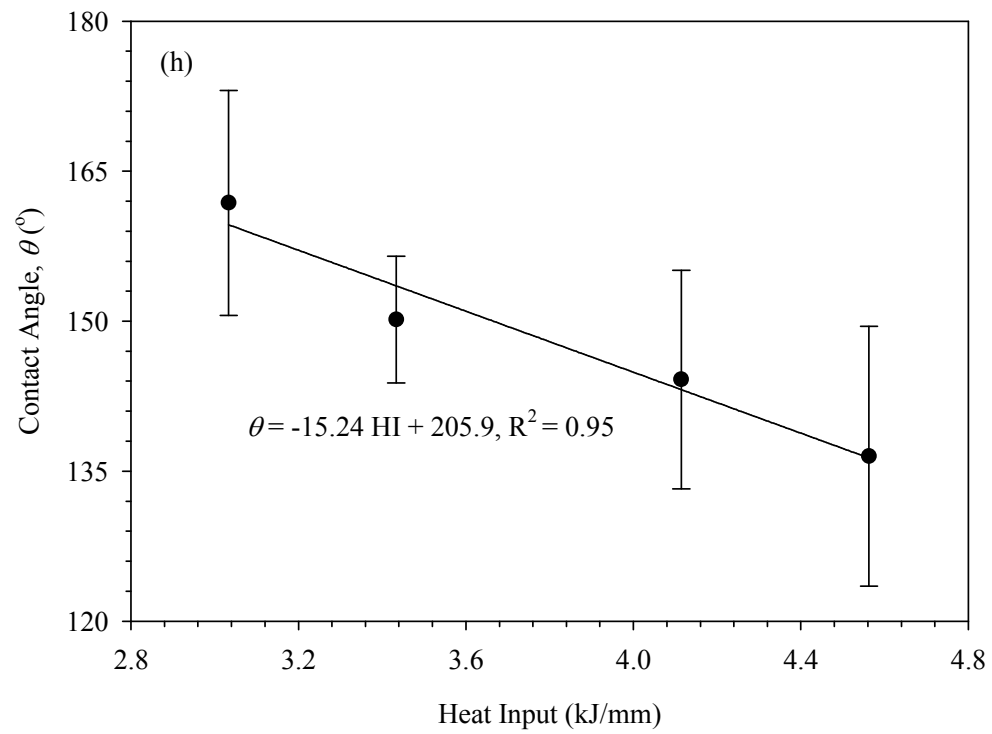 180
(h)
165
150
135
120
Contact Angle, θ (°)
θ = -15.24 HI + 205.9, R² = 0.95
2.8 3.2 3.6 4.0 4.4 4.8
Heat Input (kJ/mm)